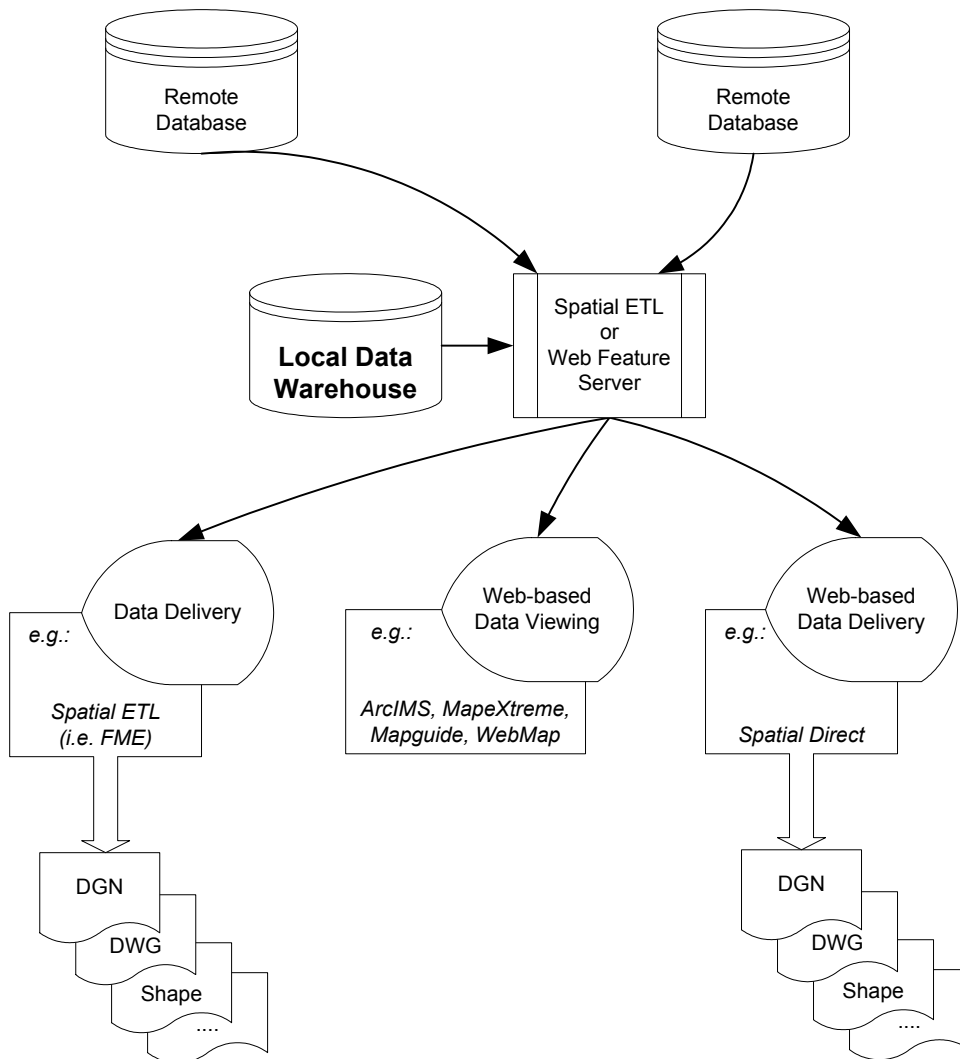 Remote
Database
Remote
Database
Local Data
Warehouse
Spatial ETL
or
Web Feature
Server
Data Delivery
e.g.:
Spatial ETL
(i.e. FME)
Web-based
Data Viewing
e.g.:
ArcIMS, MapeXtreme,
Mapguide, WebMap
Web-based
Data Delivery
e.g.:
Spatial Direct
DGN
DWG
Shape
....
DGN
DWG
Shape
....